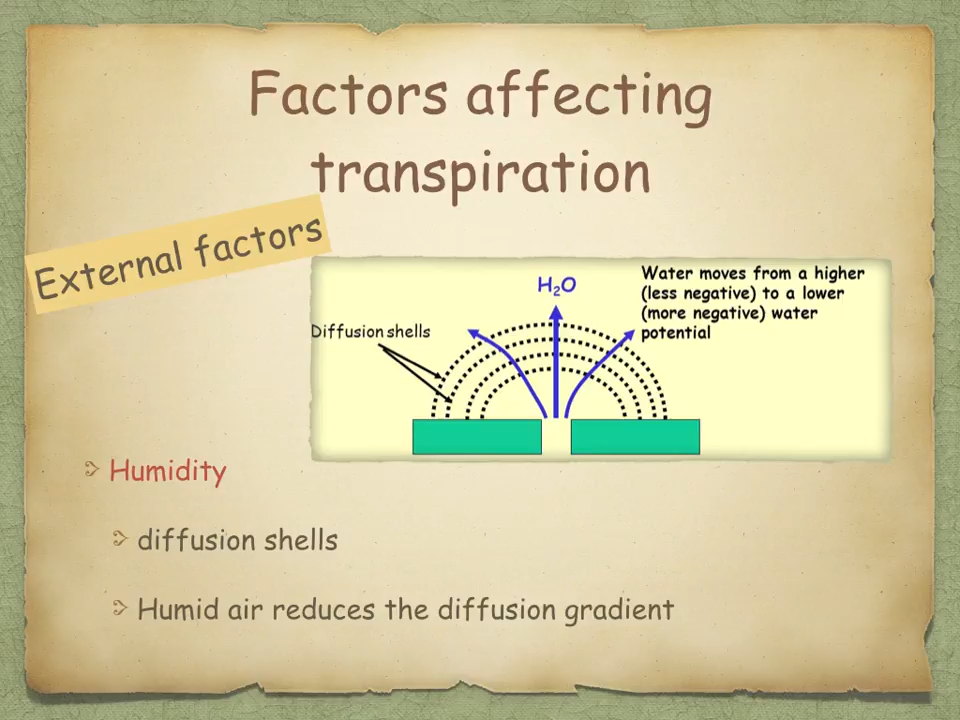 Factors affecting
transpiration
External factors
H₂O
Water moves from a higher
(less negative) to a lower
(more negative) water
potential
Diffusion shells
Humidity
diffusion shells
Humid air reduces the diffusion gradient